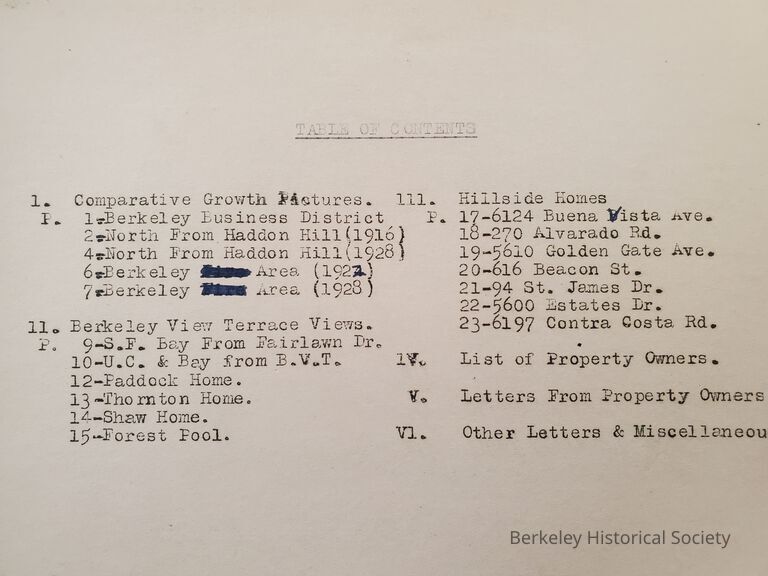 TABLE OF CONTENTS
1. Comparative Growth Pictures.
P. 1-Berkeley Business District
2-North From Haddon Hill(1916)
4-North From Haddon Hill(1928)
6-Berkeley Area (1922)
7-Berkeley Area (1928)
11. Berkeley View Terrace Views.
P. 9-S.F. Bay From Fairlawn Dr.
10-U.C. & Bay from B.V.T.
12-Paddock Home.
13-Thornton Home.
14-Shaw Home.
15-Forest Pool.
111. Hillside Homes
P. 17-6124 Buena Vista Ave.
18-270 Alvarado Rd.
19-5610 Golden Gate Ave.
20-616 Beacon St.
21-94 St. James Dr.
22-5600 Estates Dr.
23-6197 Contra Costa Rd.
1V. List of Property Owners.
V. Letters From Property Owners
V1. Other Letters & Miscellaneou
Berkeley Historical Society